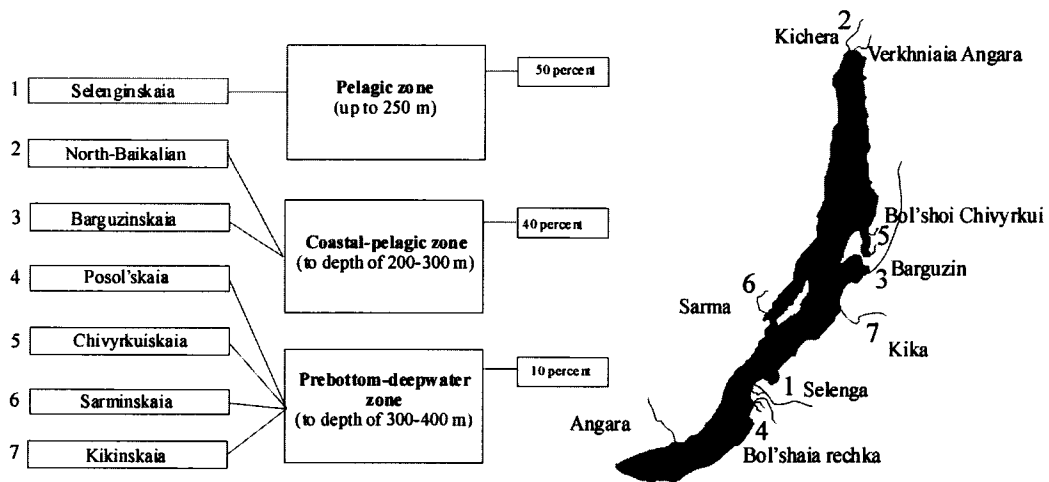 1 Selenginskaia
2 North-Baikalian
3 Barguzinskaia
4 Posol'skaia
5 Chivyrkuiskaia
6 Sarminskaia
7 Kikinskaia
Pelagic zone
(up to 250 m)
50 percent
Coastal-pelagic zone
(to depth of 200-300 m)
40 percent
Prebottom-deepwater
zone
(to depth of 300-400 m)
10 percent
2
Kichera
Verkhniaia Angara
Bol'shoi Chivyrkui
5
Barguzin
3
6
Sarma
7
Kika
1 Selenga
Angara
4
Bol'shaia rechka